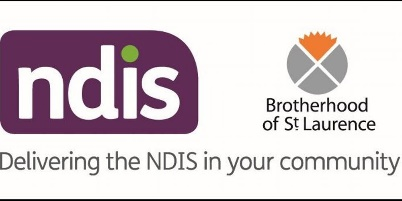 ndis
Brotherhood
of St Laurence
Delivering the NDIS in your community